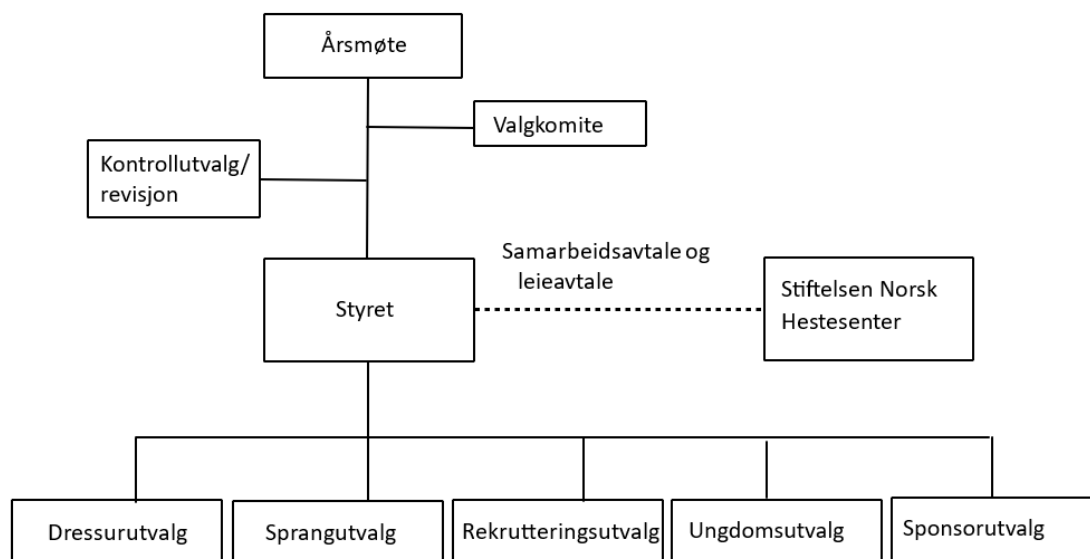 Årsmøte
Valgkomite
Kontrollutvalg/
revisjon
Samarbeidsavtale og
leieavtale
Styret
Stiftelsen Norsk
Hestesenter
Dressurutvalg
Sprangutvalg
Rekrutteringsutvalg
Ungdomsutvalg
Sponsorutvalg